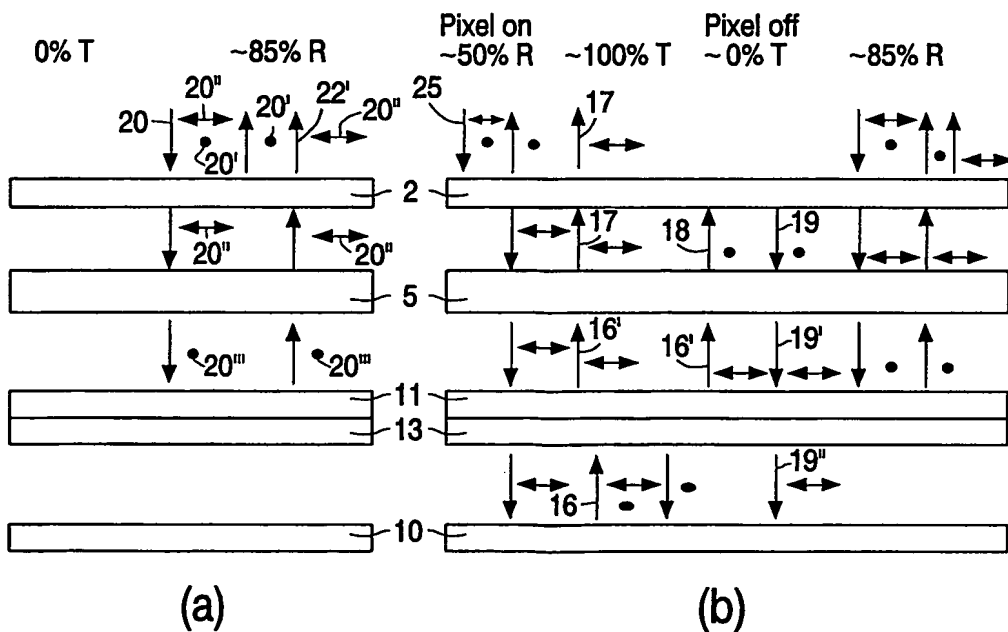 Pixel on Pixel off
0% T ~85% R ~50% R ~100% T ~0% T ~85% R
20 20" 20' 22' 20" 25 17
20'
2
20" 20" 17 18 19
5
20''' 20''' 16' 16' 19'
11
13
16 19"
10
(a) (b)